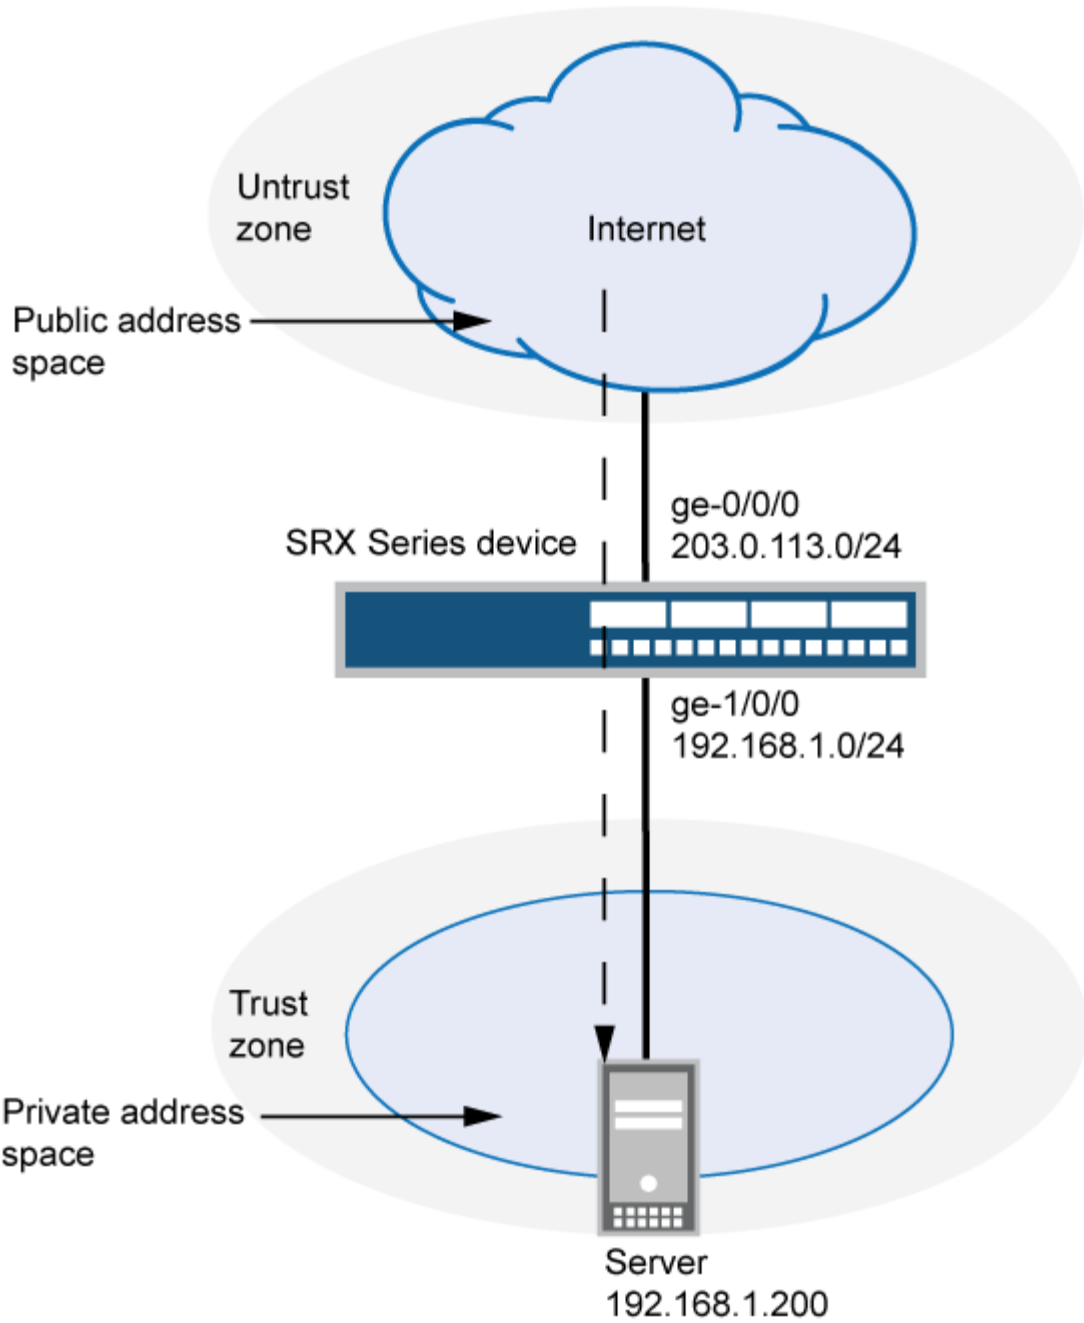 Untrust
zone
Internet
Public address
space
ge-0/0/0
203.0.113.0/24
SRX Series device
ge-1/0/0
192.168.1.0/24
Trust
zone
Private address
space
Server
192.168.1.200